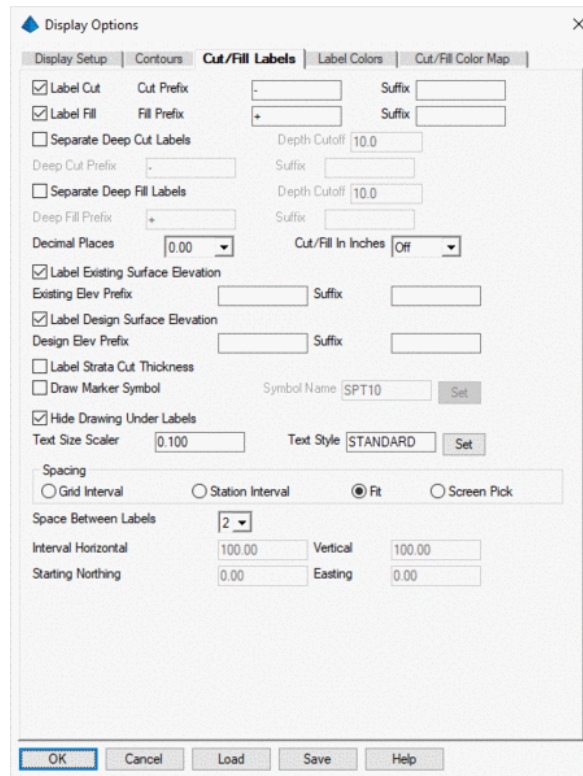 Display Options
Display Setup Contours Cut/Fill Labels Label Colors Cut/Fill Color Map
Label Cut Cut Prefix - Suffix
Label Fill Fill Prefix + Suffix
Separate Deep Cut Labels Depth Cutoff 10.0
Deep Cut Prefix - Suffix
Separate Deep Fill Labels Depth Cutoff 10.0
Deep Fill Prefix + Suffix
Decimal Places 0.00 Cut/Fill In Inches Off
Label Existing Surface Elevation
Existing Elev Prefix Suffix
Label Design Surface Elevation
Design Elev Prefix Suffix
Label Strata Cut Thickness
Draw Marker Symbol Symbol Name SPT10 Set
Hide Drawing Under Labels
Text Size Scaler 0.100 Text Style STANDARD Set
Spacing
Grid Interval Station Interval Fit Screen Pick
Space Between Labels 2
Interval Horizontal 100.00 Vertical 100.00
Starting Northing 0.00 Easting 0.00
OK Cancel Load Save Help